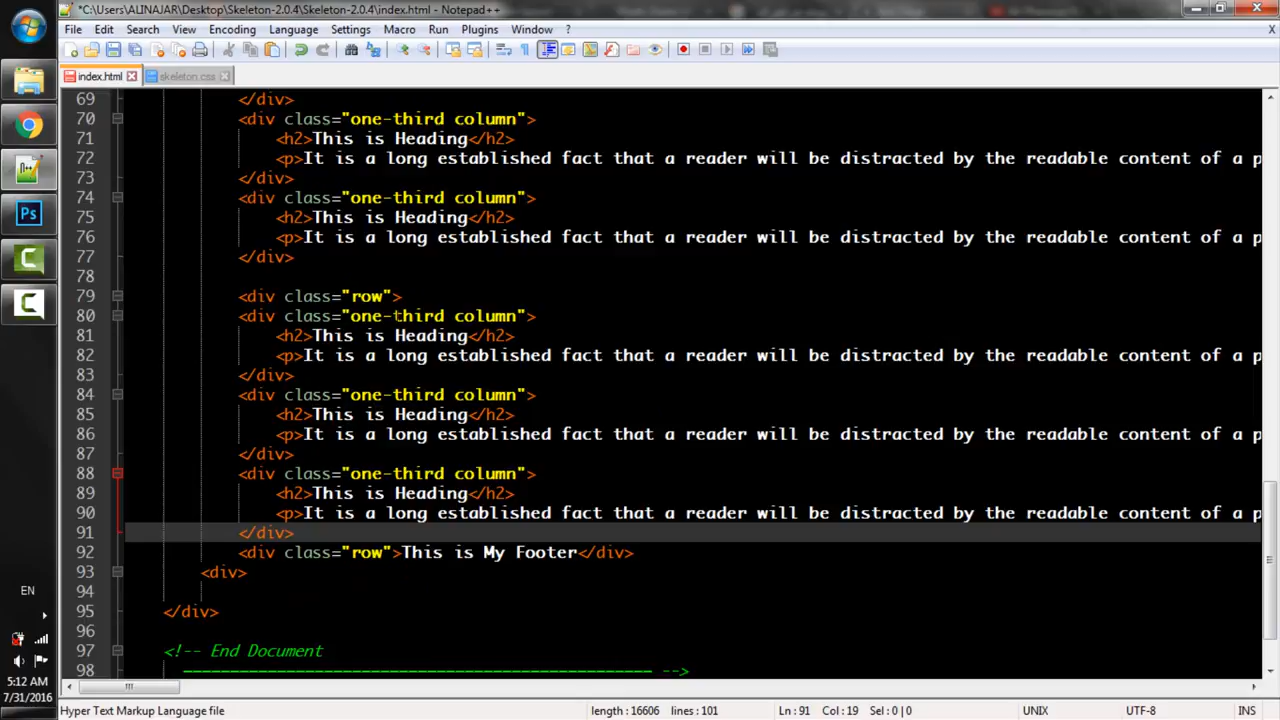 *C:\Users\ALINAJAR\Desktop\Skeleton-2.0.4\Skeleton-2.0.4\index.html - Notepad++
File Edit Search View Encoding Language Settings Macro Run Plugins Window ?
index.html skeleton.css
69 </div>
70 <div class="one-third column">
71 <h2>This is Heading</h2>
72 <p>It is a long established fact that a reader will be distracted by the readable content of a p
73 </div>
74 <div class="one-third column">
75 <h2>This is Heading</h2>
76 <p>It is a long established fact that a reader will be distracted by the readable content of a p
77 </div>
78
79 <div class="row">
80 <div class="one-third column">
81 <h2>This is Heading</h2>
82 <p>It is a long established fact that a reader will be distracted by the readable content of a p
83 </div>
84 <div class="one-third column">
85 <h2>This is Heading</h2>
86 <p>It is a long established fact that a reader will be distracted by the readable content of a p
87 </div>
88 <div class="one-third column">
89 <h2>This is Heading</h2>
90 <p>It is a long established fact that a reader will be distracted by the readable content of a p
91 </div>
92 <div class="row">This is My Footer</div>
93 <div>
94
95 </div>
96
97 <!-- End Document
98 –––––––––––––––––––––––––––––––––––––––––––––––––– -->
Ps
EN
5:12 AM
7/31/2016
Hyper Text Markup Language file length : 16606 lines : 101 Ln : 91 Col : 19 Sel : 0 | 0 UNIX UTF-8 INS